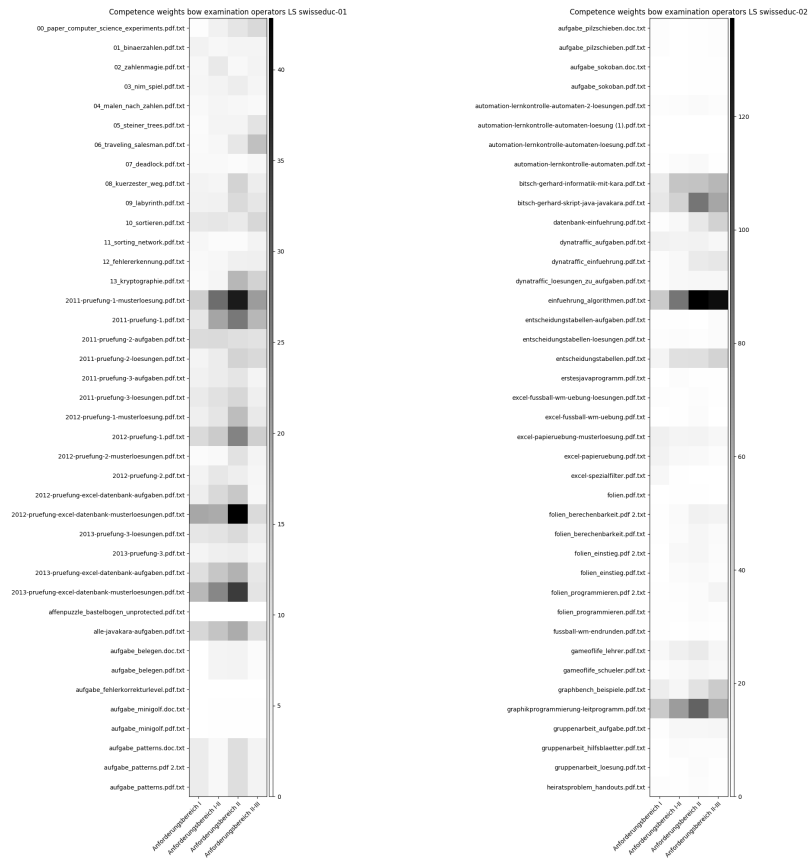 Competence weights bow examination operators LS swisseduc-01
00_paper_computer_science_experiments.pdf.txt
01_binaerzahlen.pdf.txt
02_zahlenmagie.pdf.txt
03_nim_spiel.pdf.txt
04_malen_nach_zahlen.pdf.txt
05_steiner_trees.pdf.txt
06_traveling_salesman.pdf.txt
07_deadlock.pdf.txt
08_kuerzester_weg.pdf.txt
09_labyrinth.pdf.txt
10_sortieren.pdf.txt
11_sorting_network.pdf.txt
12_fehlererkennung.pdf.txt
13_kryptographie.pdf.txt
2011-pruefung-1-musterloesung.pdf.txt
2011-pruefung-1.pdf.txt
2011-pruefung-2-aufgaben.pdf.txt
2011-pruefung-2-loesungen.pdf.txt
2011-pruefung-3-aufgaben.pdf.txt
2011-pruefung-3-loesungen.pdf.txt
2012-pruefung-1-musterloesung.pdf.txt
2012-pruefung-1.pdf.txt
2012-pruefung-2-musterloesungen.pdf.txt
2012-pruefung-2.pdf.txt
2012-pruefung-excel-datenbank-aufgaben.pdf.txt
2012-pruefung-excel-datenbank-musterloesungen.pdf.txt
2013-pruefung-3-loesungen.pdf.txt
2013-pruefung-3.pdf.txt
2013-pruefung-excel-datenbank-aufgaben.pdf.txt
2013-pruefung-excel-datenbank-musterloesungen.pdf.txt
affenpuzzle_bastelbogen_unprotected.pdf.txt
alle-javakara-aufgaben.pdf.txt
aufgabe_belegen.doc.txt
aufgabe_belegen.pdf.txt
aufgabe_fehlerkorrekturlevel.pdf.txt
aufgabe_minigolf.doc.txt
aufgabe_minigolf.pdf.txt
aufgabe_patterns.doc.txt
aufgabe_patterns.pdf 2.txt
aufgabe_patterns.pdf.txt
Anforderungsbereich I
Anforderungsbereich I-II
Anforderungsbereich II
Anforderungsbereich II-III
40
35
30
25
20
15
10
5
0
Competence weights bow examination operators LS swisseduc-02
aufgabe_pilzschieben.doc.txt
aufgabe_pilzschieben.pdf.txt
aufgabe_sokoban.doc.txt
aufgabe_sokoban.pdf.txt
automation-lernkontrolle-automaten-2-loesungen.pdf.txt
automation-lernkontrolle-automaten-loesung (1).pdf.txt
automation-lernkontrolle-automaten-loesung.pdf.txt
automation-lernkontrolle-automaten.pdf.txt
bitsch-gerhard-informatik-mit-kara.pdf.txt
bitsch-gerhard-skript-java-javakara.pdf.txt
datenbank-einfuehrung.pdf.txt
dynatraffic_aufgaben.pdf.txt
dynatraffic_einfuehrung.pdf.txt
dynatraffic_loesungen_zu_aufgaben.pdf.txt
einfuehrung_algorithmen.pdf.txt
entscheidungstabellen-aufgaben.pdf.txt
entscheidungstabellen-loesungen.pdf.txt
entscheidungstabellen.pdf.txt
erstesjavaprogramm.pdf.txt
excel-fussball-wm-uebung-loesungen.pdf.txt
excel-fussball-wm-uebung.pdf.txt
excel-papieruebung-musterloesung.pdf.txt
excel-papieruebung.pdf.txt
excel-spezialfilter.pdf.txt
folien.pdf.txt
folien_berechenbarkeit.pdf 2.txt
folien_berechenbarkeit.pdf.txt
folien_einstieg.pdf 2.txt
folien_einstieg.pdf.txt
folien_programmieren.pdf 2.txt
folien_programmieren.pdf.txt
fussball-wm-endrunden.pdf.txt
gameoflife_lehrer.pdf.txt
gameoflife_schueler.pdf.txt
graphbench_beispiele.pdf.txt
graphikprogrammierung-leitprogramm.pdf.txt
gruppenarbeit_aufgabe.pdf.txt
gruppenarbeit_hilfsblaetter.pdf.txt
gruppenarbeit_loesung.pdf.txt
heiratsproblem_handouts.pdf.txt
Anforderungsbereich I
Anforderungsbereich I-II
Anforderungsbereich II
Anforderungsbereich II-III
120
100
80
60
40
20
0